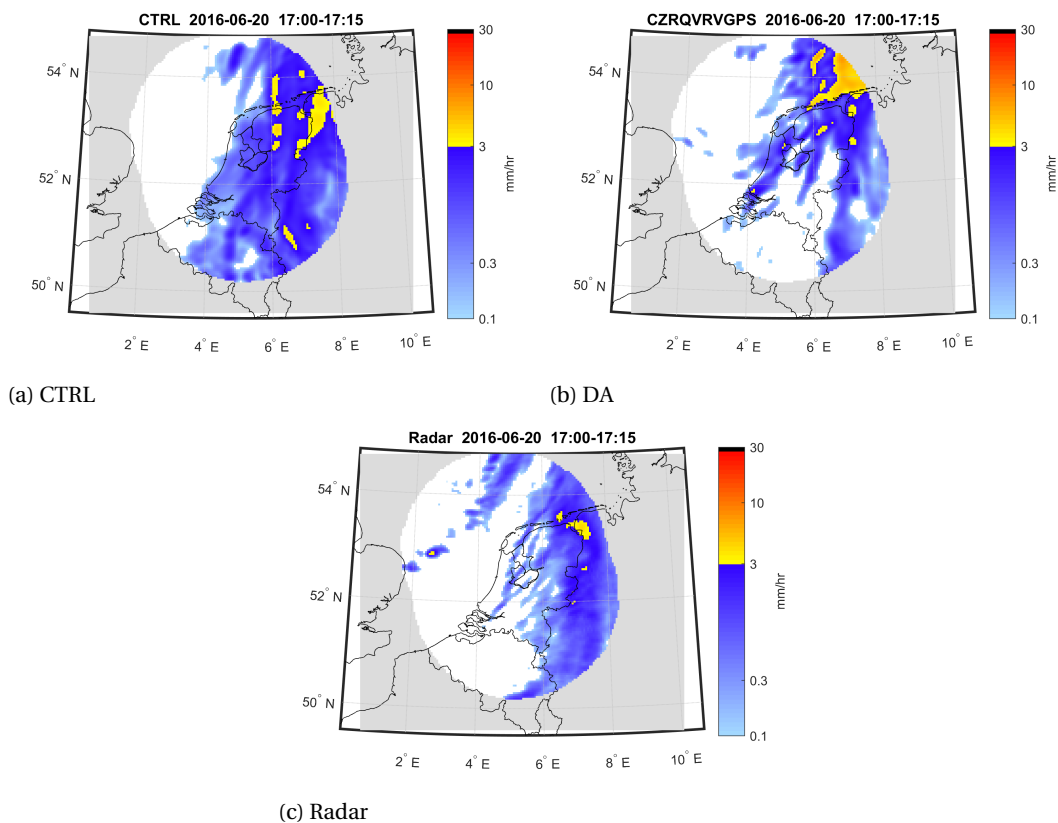 CTRL 2016-06-20 17:00-17:15
54° N
52° N
50° N
2° E
4° E
6° E
8° E
10° E
30
10
3
0.3
0.1
mm/hr
(a) CTRL
CZRQVRVGPS 2016-06-20 17:00-17:15
54° N
52° N
50° N
2° E
4° E
6° E
8° E
10° E
30
10
3
0.3
0.1
mm/hr
(b) DA
Radar 2016-06-20 17:00-17:15
54° N
52° N
50° N
2° E
4° E
6° E
8° E
10° E
30
10
3
0.3
0.1
mm/hr
(c) Radar